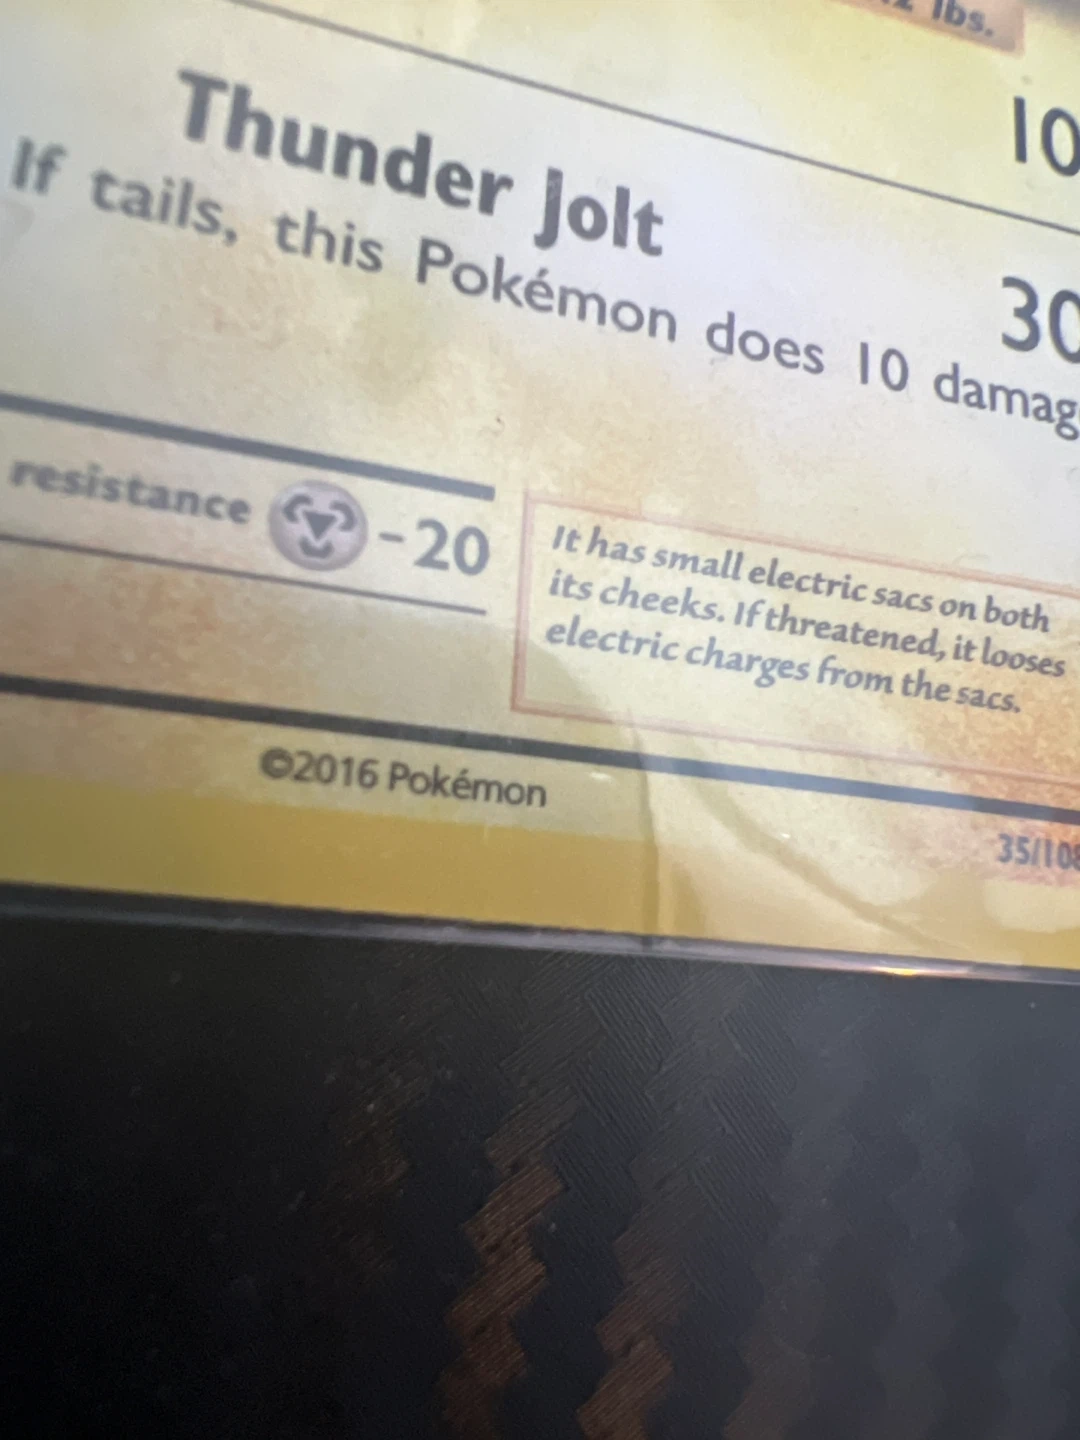 lbs.
10
Thunder Jolt 30
If tails, this Pokémon does 10 damag
resistance -20
It has small electric sacs on both
its cheeks. If threatened, it looses
electric charges from the sacs.
©2016 Pokémon
35/108